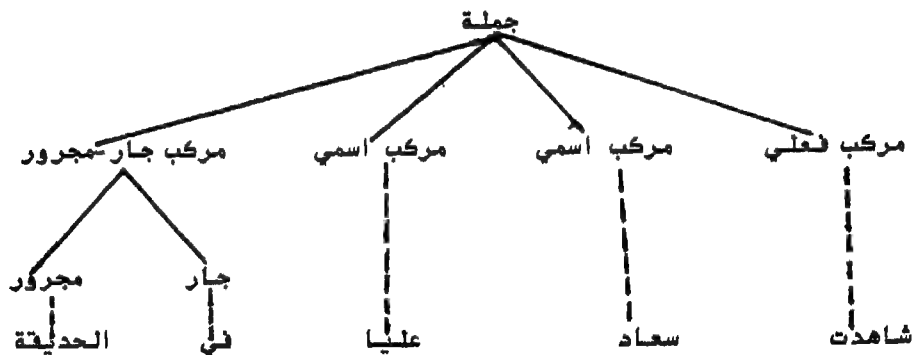 جملة
مركب فعلي مركب اسمي مركب اسمي مركب جار-مجرور
جار مجرور
شاهدت سعاد عليا في الحديقة